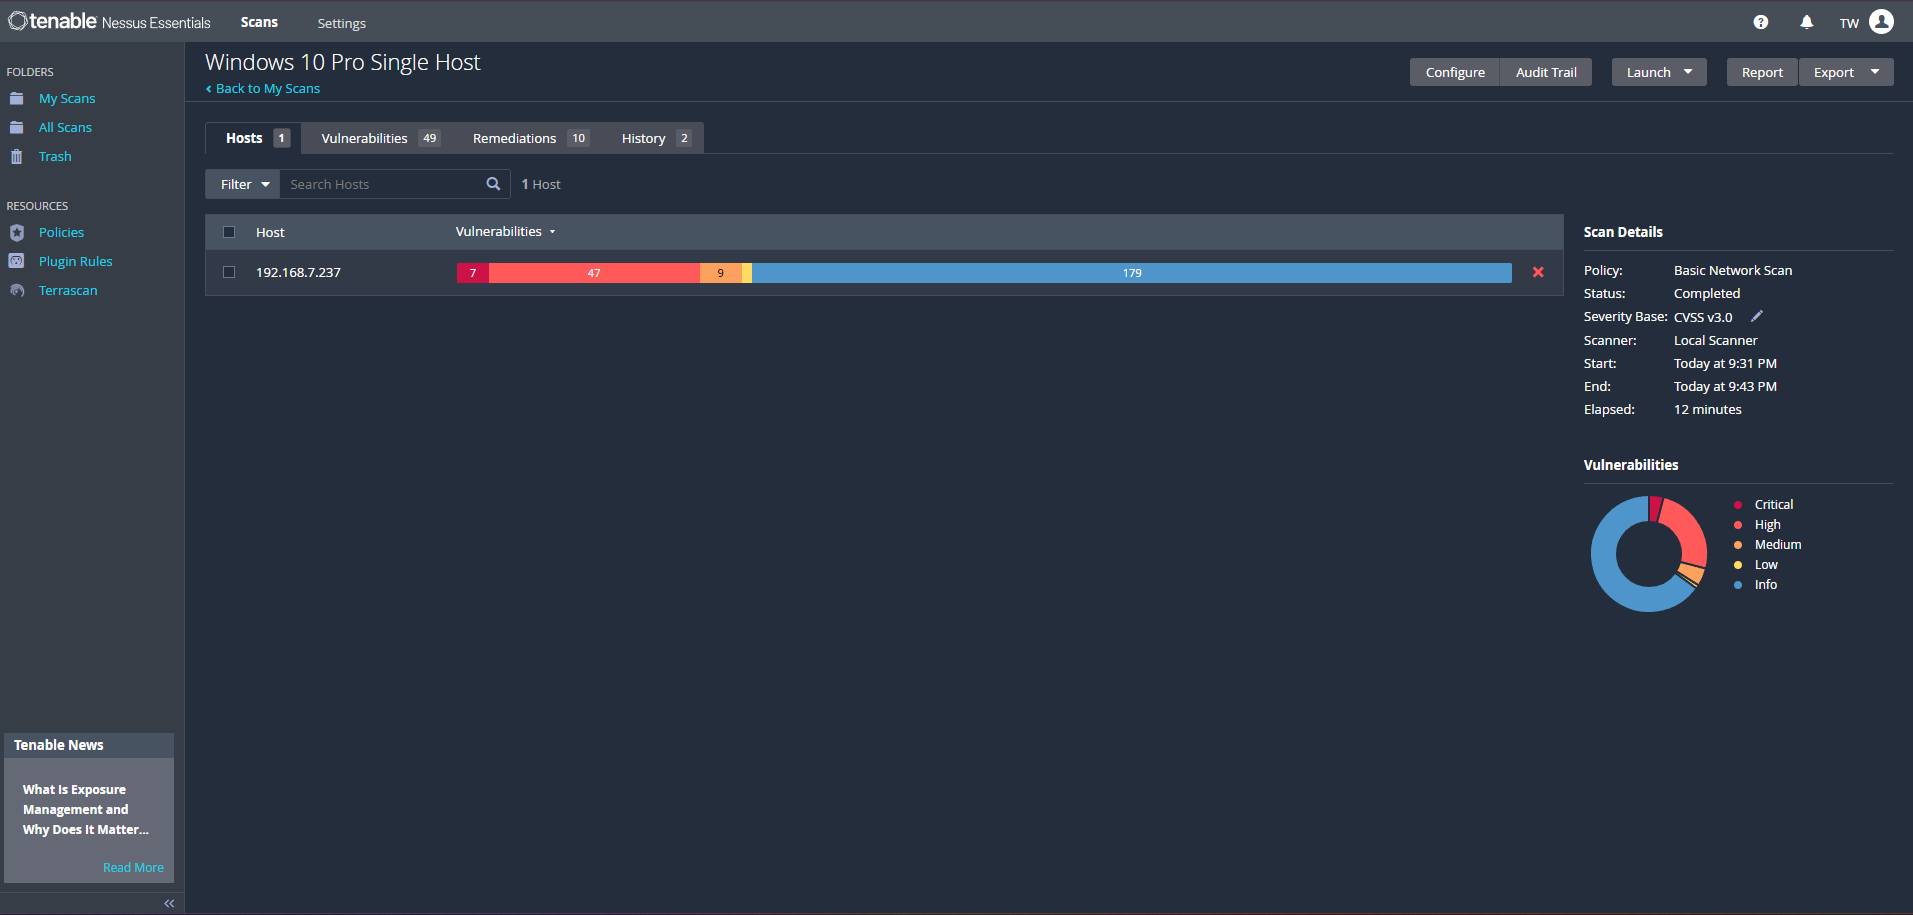 tenable Nessus Essentials Scans Settings ? TW
FOLDERS
My Scans
All Scans
Trash
RESOURCES
Policies
Plugin Rules
Terrascan
Tenable News
What Is Exposure
Management and
Why Does It Matter...
Read More
Windows 10 Pro Single Host
Back to My Scans
Configure Audit Trail Launch Report Export
Hosts 1 Vulnerabilities 49 Remediations 10 History 2
Filter Search Hosts 1 Host
Host Vulnerabilities
192.168.7.237 7 47 9 179
Scan Details
Policy: Basic Network Scan
Status: Completed
Severity Base: CVSS v3.0
Scanner: Local Scanner
Start: Today at 9:31 PM
End: Today at 9:43 PM
Elapsed: 12 minutes
Vulnerabilities
Critical
High
Medium
Low
Info